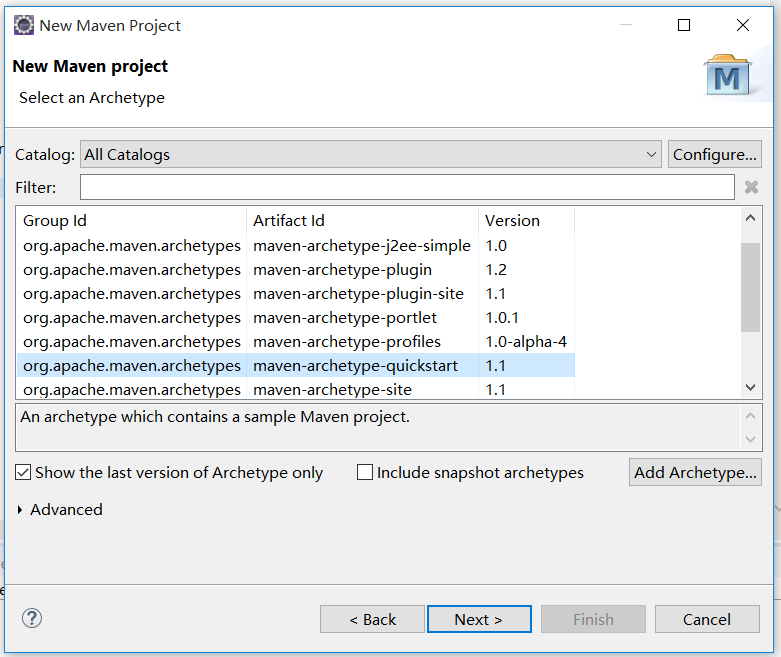 New Maven Project
New Maven project
Select an Archetype
M
Catalog: All Catalogs Configure...
Filter:
Group Id Artifact Id Version
org.apache.maven.archetypes maven-archetype-j2ee-simple 1.0
org.apache.maven.archetypes maven-archetype-plugin 1.2
org.apache.maven.archetypes maven-archetype-plugin-site 1.1
org.apache.maven.archetypes maven-archetype-portlet 1.0.1
org.apache.maven.archetypes maven-archetype-profiles 1.0-alpha-4
org.apache.maven.archetypes maven-archetype-quickstart 1.1
org.apache.maven.archetypes maven-archetype-site 1.1
An archetype which contains a sample Maven project.
Show the last version of Archetype only Include snapshot archetypes Add Archetype...
Advanced
? < Back Next > Finish Cancel